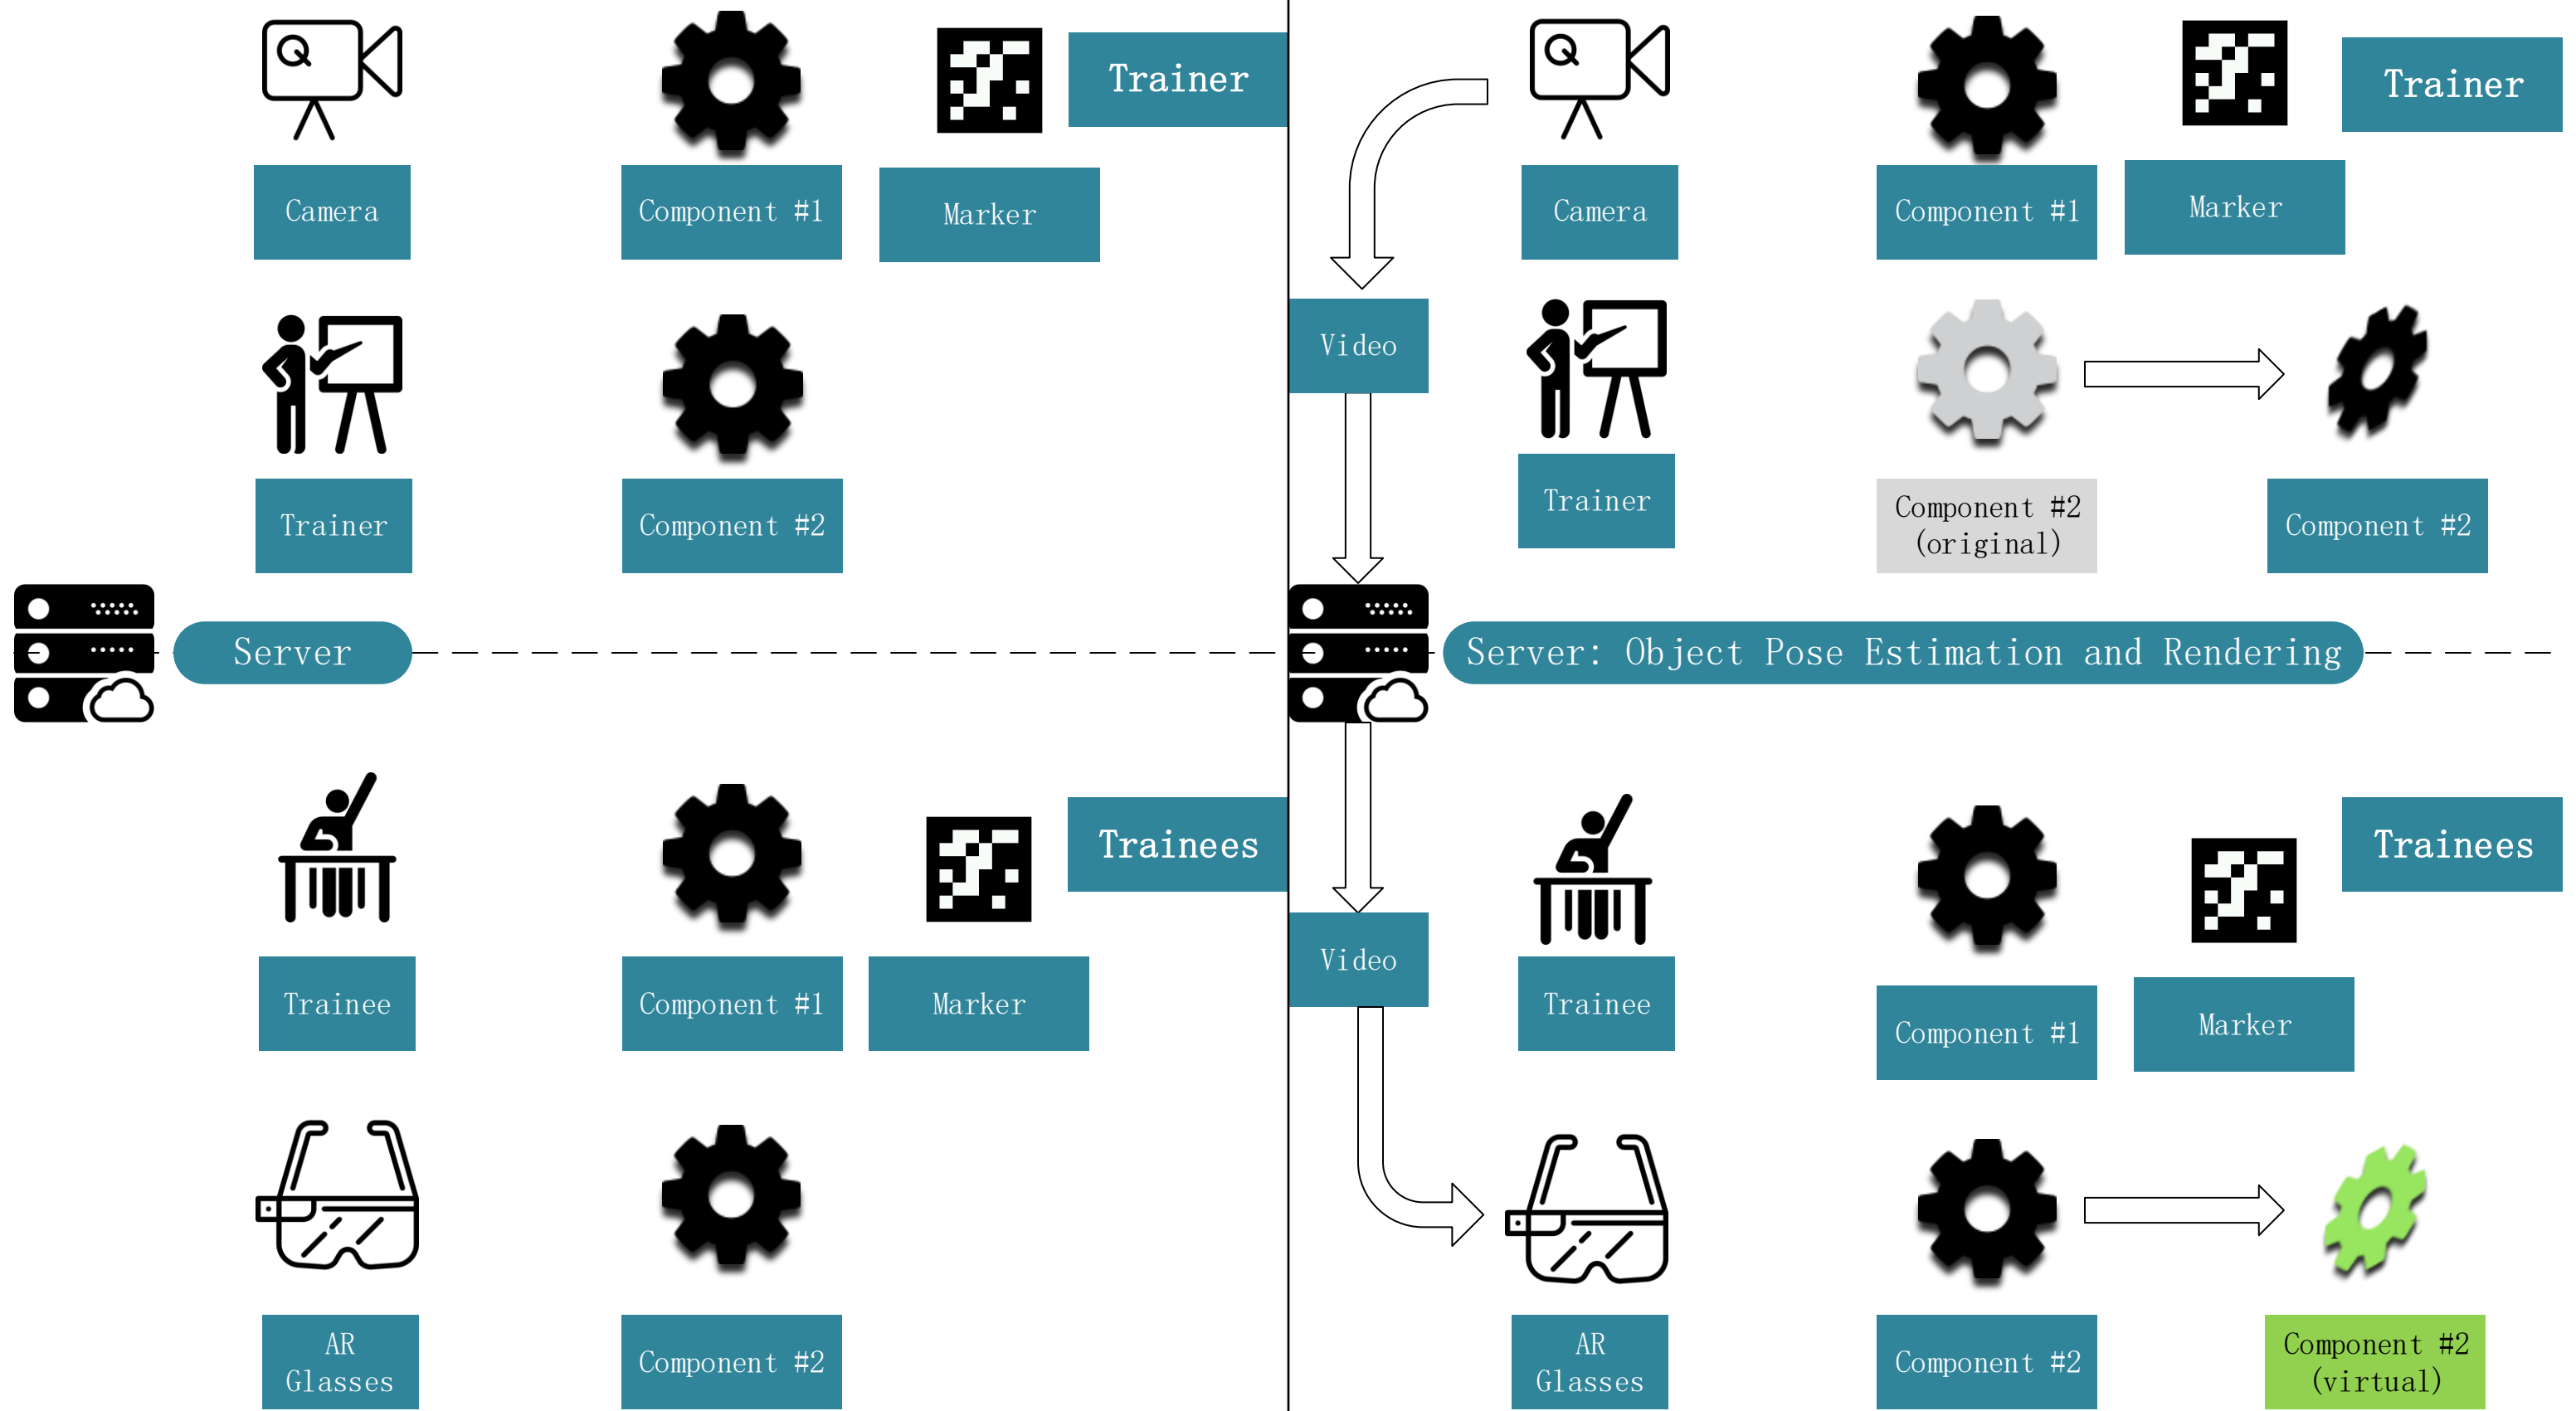 Trainer
Camera
Component #1
Marker
Trainer
Component #2
Server
Trainees
Trainee
Component #1
Marker
AR
Glasses
Component #2
Trainer
Camera
Component #1
Marker
Video
Trainer
Component #2
(original)
Component #2
Server: Object Pose Estimation and Rendering
Trainees
Video
Trainee
Component #1
Marker
AR
Glasses
Component #2
Component #2
(virtual)